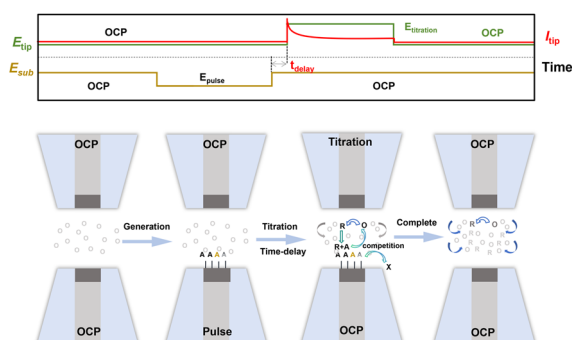 OCP
E_titration
OCP
E_tip
I_tip
Time
E_sub
t_delay
OCP
E_pulse
OCP
OCP
OCP
Titration
OCP
Generation
Titration
Time-delay
R
O
R+A
competition
A A A A
A A A A
X
Complete
R
O
R
R
R
R
R
OCP
Pulse
OCP
OCP